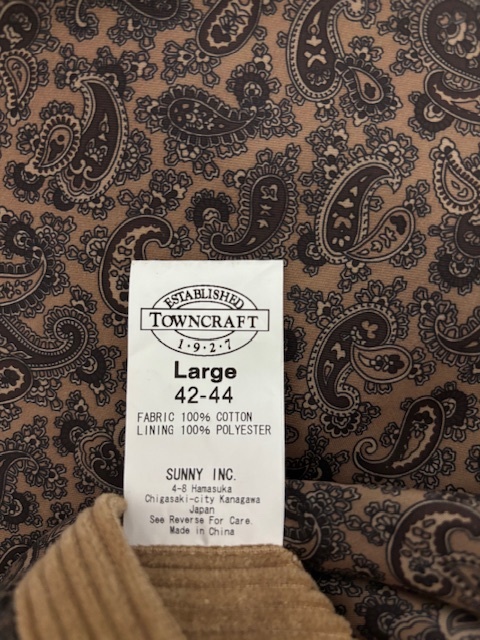 ESTABLISHED
TOWNCRAFT
1·9·2·7
Large
42-44
FABRIC 100% COTTON
LINING 100% POLYESTER
SUNNY INC.
4-8 Hamasuka
Chigasaki-city Kanagawa
Japan
See Reverse For Care.
Made in China